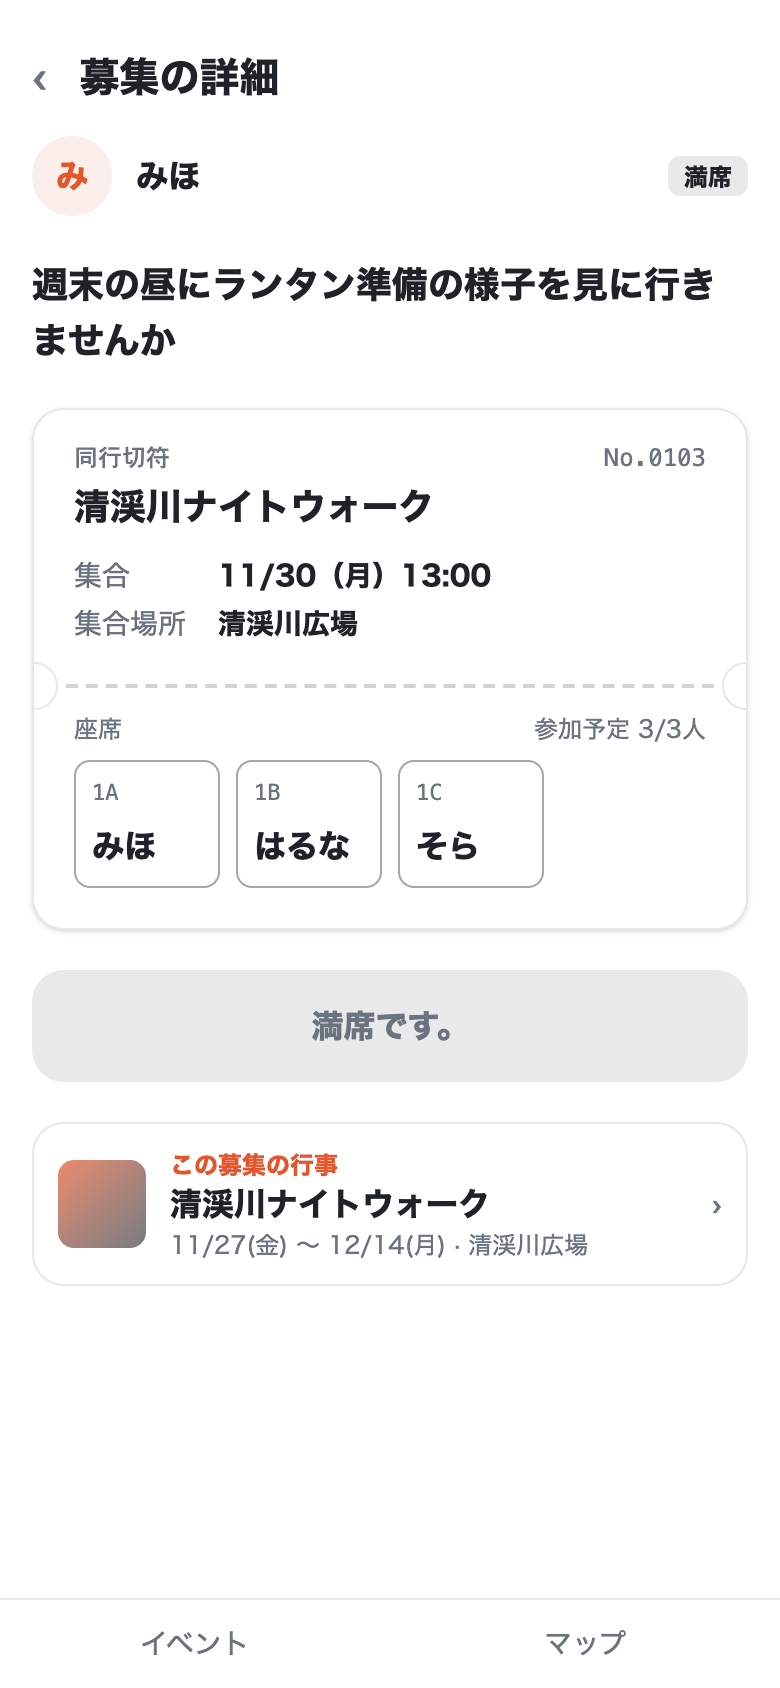 ‹ 募集の詳細
み みほ 満席
週末の昼にランタン準備の様子を見に行き
ませんか
同行切符 No.0103
清渓川ナイトウォーク
集合 11/30（月）13:00
集合場所 清渓川広場
座席 参加予定 3/3人
1A 1B 1C
みほ はるな そら
満席です。
この募集の行事
清渓川ナイトウォーク ›
11/27(金) 〜 12/14(月) · 清渓川広場
イベント マップ